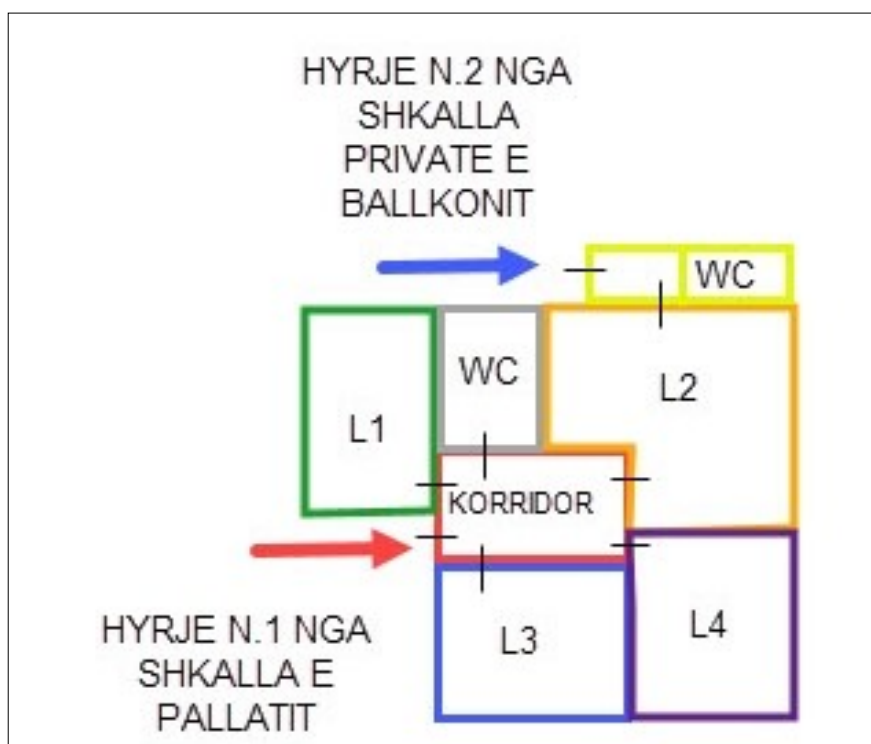 HYRJE N.2 NGA
SHKALLA
PRIVATE E
BALLKONIT
WC
WC
L2
L1
KORRIDOR
L3
L4
HYRJE N.1 NGA
SHKALLA E
PALLATIT